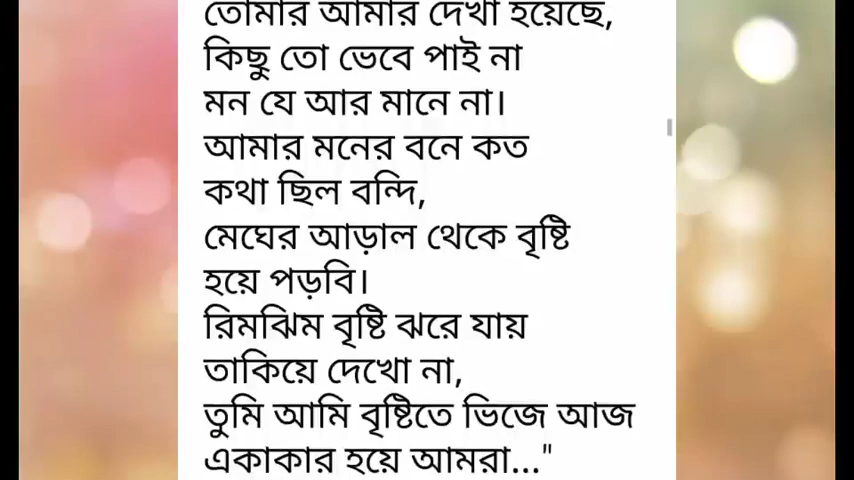 তোমার আমার দেখা হয়েছে,
কিছু তো ভেবে পাই না
মন যে আর মানে না।
আমার মনের বনে কত
কথা ছিল বন্দি,
মেঘের আড়াল থেকে বৃষ্টি
হয়ে পড়বি।
রিমঝিম বৃষ্টি ঝরে যায়
তাকিয়ে দেখো না,
তুমি আমি বৃষ্টিতে ভিজে আজ
একাকার হয়ে আমরা..."